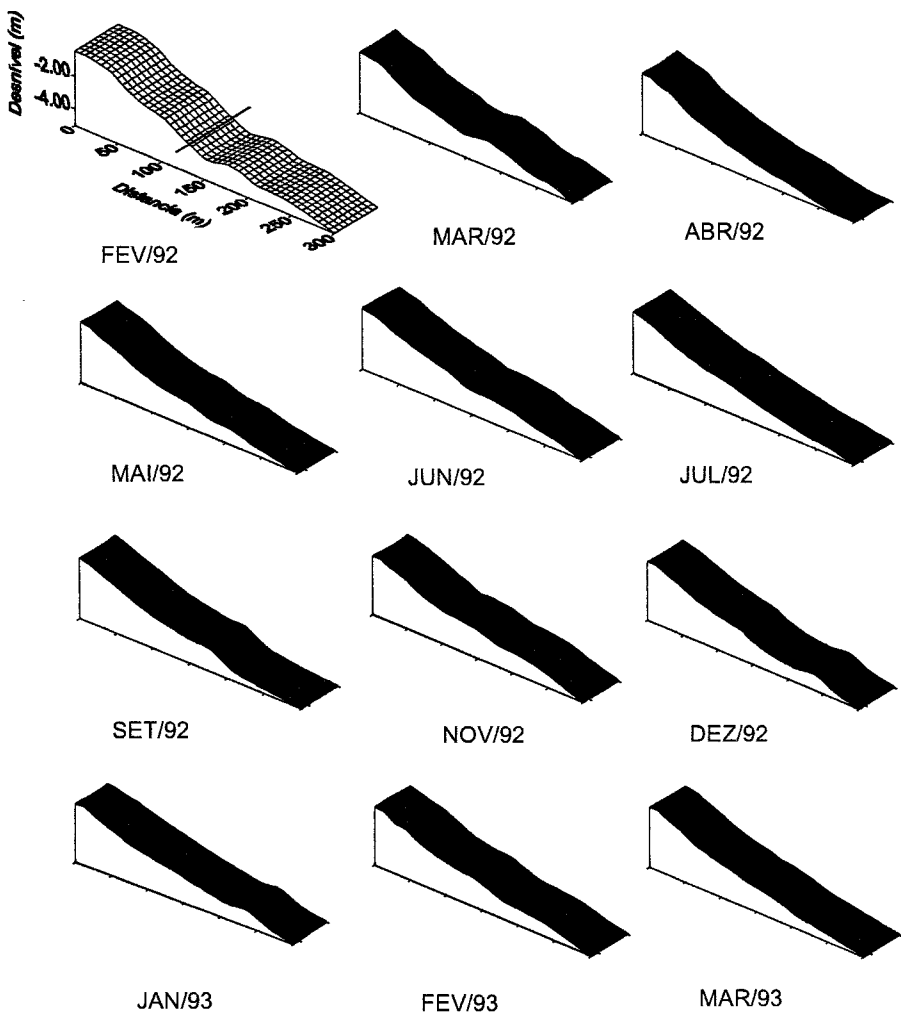 Desnível (m)
-2.00
-4.00
0
50
100
150
200
250
300
Distancia (m)
FEV/92
MAR/92
ABR/92
MAI/92
JUN/92
JUL/92
SET/92
NOV/92
DEZ/92
JAN/93
FEV/93
MAR/93